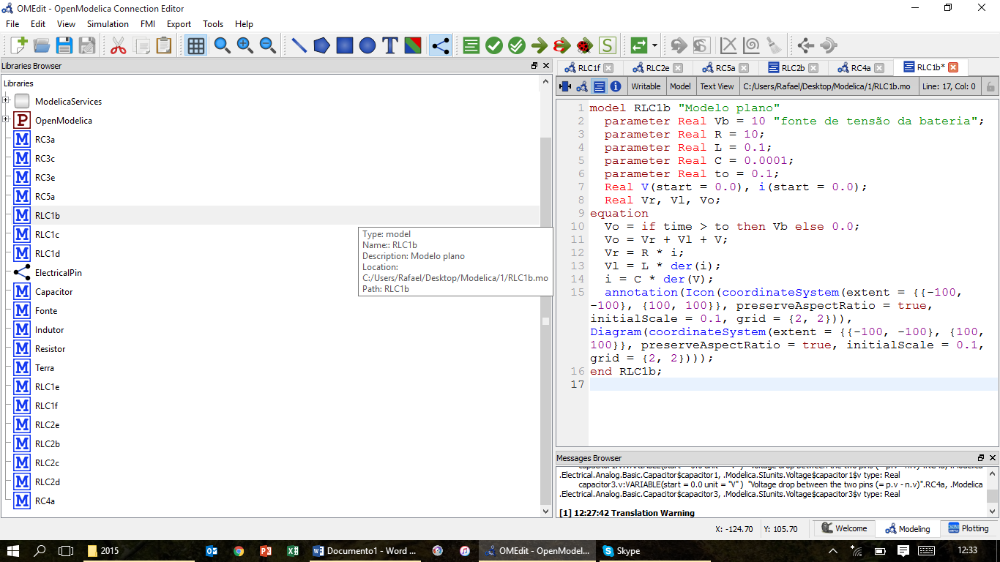 OMEdit - OpenModelica Connection Editor
File Edit View Simulation FMI Export Tools Help
Libraries Browser
Libraries
ModelicaServices
OpenModelica
RC3a
RC3c
RC3e
RC5a
RLC1b
RLC1c
RLC1d
ElectricalPin
Capacitor
Fonte
Indutor
Resistor
Terra
RLC1e
RLC1f
RLC2e
RLC2b
RLC2c
RLC2d
RC4a
Type: model
Name:: RLC1b
Description: Modelo plano
Location:
C:/Users/Rafael/Desktop/Modelica/1/RLC1b.mo
Path: RLC1b
RLC1f RLC2e RC5a RLC2b RC4a RLC1b*
Writable Model Text View C:/Users/Rafael/Desktop/Modelica/1/RLC1b.mo Line: 17, Col: 0
1 model RLC1b "Modelo plano"
2 parameter Real Vb = 10 "fonte de tensão da bateria";
3 parameter Real R = 10;
4 parameter Real L = 0.1;
5 parameter Real C = 0.0001;
6 parameter Real to = 0.1;
7 Real V(start = 0.0), i(start = 0.0);
8 Real Vr, Vl, Vo;
9 equation
10 Vo = if time > to then Vb else 0.0;
11 Vo = Vr + Vl + V;
12 Vr = R * i;
13 Vl = L * der(i);
14 i = C * der(V);
15 annotation(Icon(coordinateSystem(extent = {{-100,
-100}, {100, 100}}, preserveAspectRatio = true,
initialScale = 0.1, grid = {2, 2})),
Diagram(coordinateSystem(extent = {{-100, -100}, {100,
100}}, preserveAspectRatio = true, initialScale = 0.1,
grid = {2, 2})));
16 end RLC1b;
17
Messages Browser
.Electrical.Analog.Basic.Capacitor$capacitor1, .Modelica.SIunits.Voltage$capacitor1$v type: Real
capacitor3.v:VARIABLE(start = 0.0 unit = "V" ) "Voltage drop between the two pins (= p.v - n.v)".RC4a, .Modelica
.Electrical.Analog.Basic.Capacitor$capacitor3, .Modelica.SIunits.Voltage$capacitor3$v type: Real
[1] 12:27:42 Translation Warning
X: -124.70 Y: 105.70 Welcome Modeling Plotting
2015 Documento1 - Word ... OMEdit - OpenModel... Skype 12:33